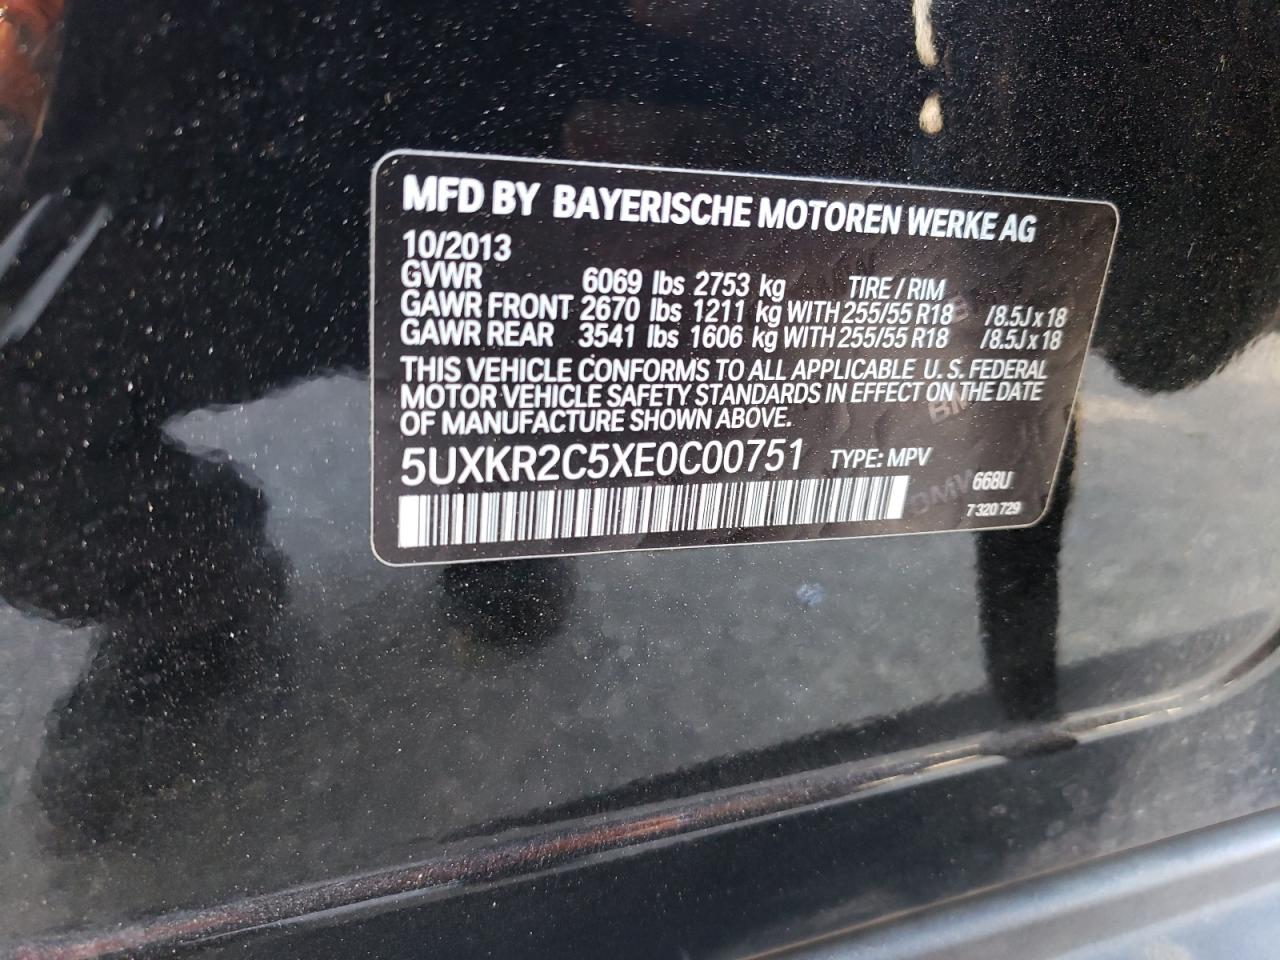 MFD BY BAYERISCHE MOTOREN WERKE AG
10/2013
GVWR 6069 lbs 2753 kg TIRE / RIM
GAWR FRONT 2670 lbs 1211 kg WITH 255/55 R18 /8.5J x 18
GAWR REAR 3541 lbs 1606 kg WITH 255/55 R18 /8.5J x 18
THIS VEHICLE CONFORMS TO ALL APPLICABLE U. S. FEDERAL
MOTOR VEHICLE SAFETY STANDARDS IN EFFECT ON THE DATE
OF MANUFACTURE SHOWN ABOVE.
5UXKR2C5XE0C00751 TYPE: MPV
668U
7 320 729